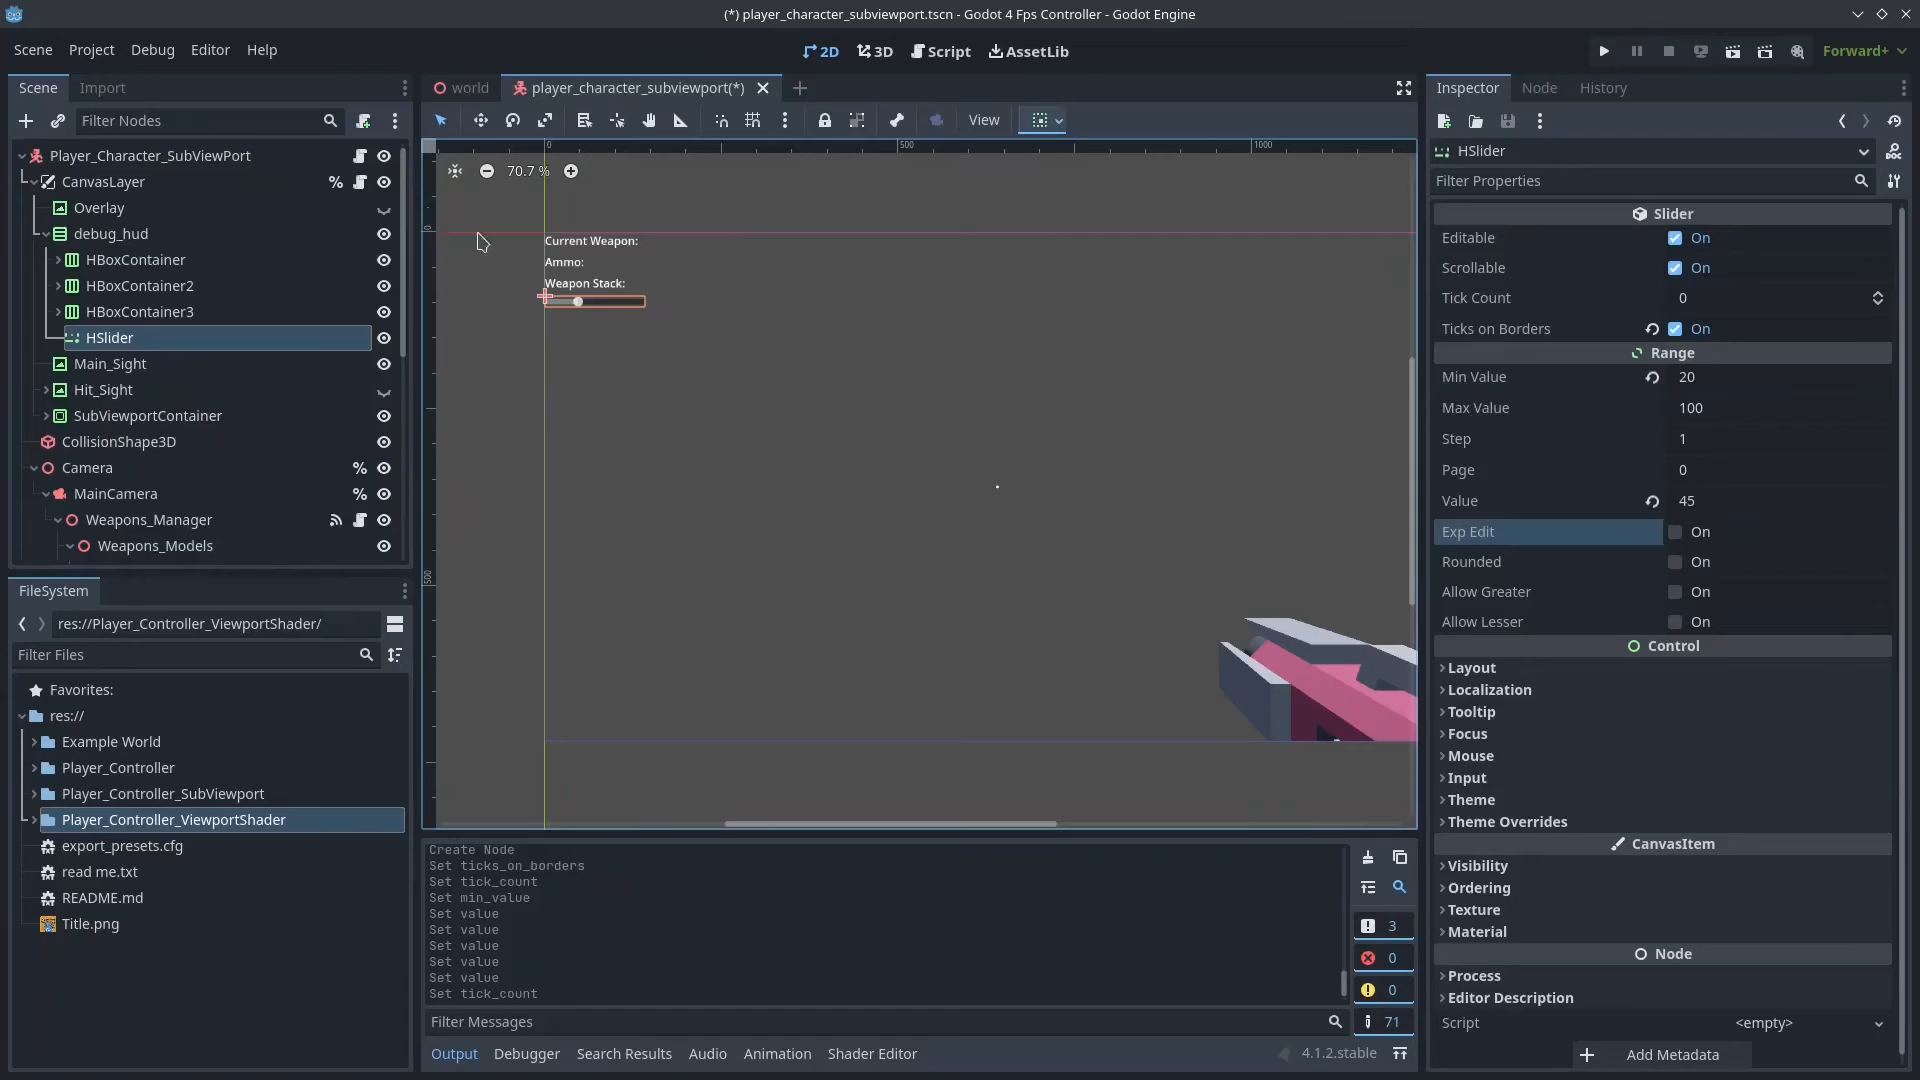 (*) player_character_subviewport.tscn - Godot 4 Fps Controller - Godot Engine
Scene Project Debug Editor Help
2D 3D Script AssetLib
Forward+
Scene Import
Filter Nodes
Player_Character_SubViewPort
CanvasLayer %
Overlay
debug_hud
HBoxContainer
HBoxContainer2
HBoxContainer3
HSlider
Main_Sight
Hit_Sight
SubViewportContainer
CollisionShape3D
Camera %
MainCamera %
Weapons_Manager
Weapons_Models
FileSystem
res://Player_Controller_ViewportShader/
Filter Files
Favorites:
res://
Example World
Player_Controller
Player_Controller_SubViewport
Player_Controller_ViewportShader
export_presets.cfg
read me.txt
README.md
Title.png
world player_character_subviewport(*)
View
0 500 1000
0
500
70.7 %
Current Weapon:
Ammo:
Weapon Stack:
Create Node
Set ticks_on_borders
Set tick_count
Set min_value
Set value
Set value
Set value
Set value
Set value
Set tick_count
3
0
0
71
Filter Messages
Output Debugger Search Results Audio Animation Shader Editor
4.1.2.stable
Inspector Node History
HSlider
Filter Properties
Slider
Editable On
Scrollable On
Tick Count 0
Ticks on Borders On
Range
Min Value 20
Max Value 100
Step 1
Page 0
Value 45
Exp Edit On
Rounded On
Allow Greater On
Allow Lesser On
Control
Layout
Localization
Tooltip
Focus
Mouse
Input
Theme
Theme Overrides
CanvasItem
Visibility
Ordering
Texture
Material
Node
Process
Editor Description
Script <empty>
Add Metadata